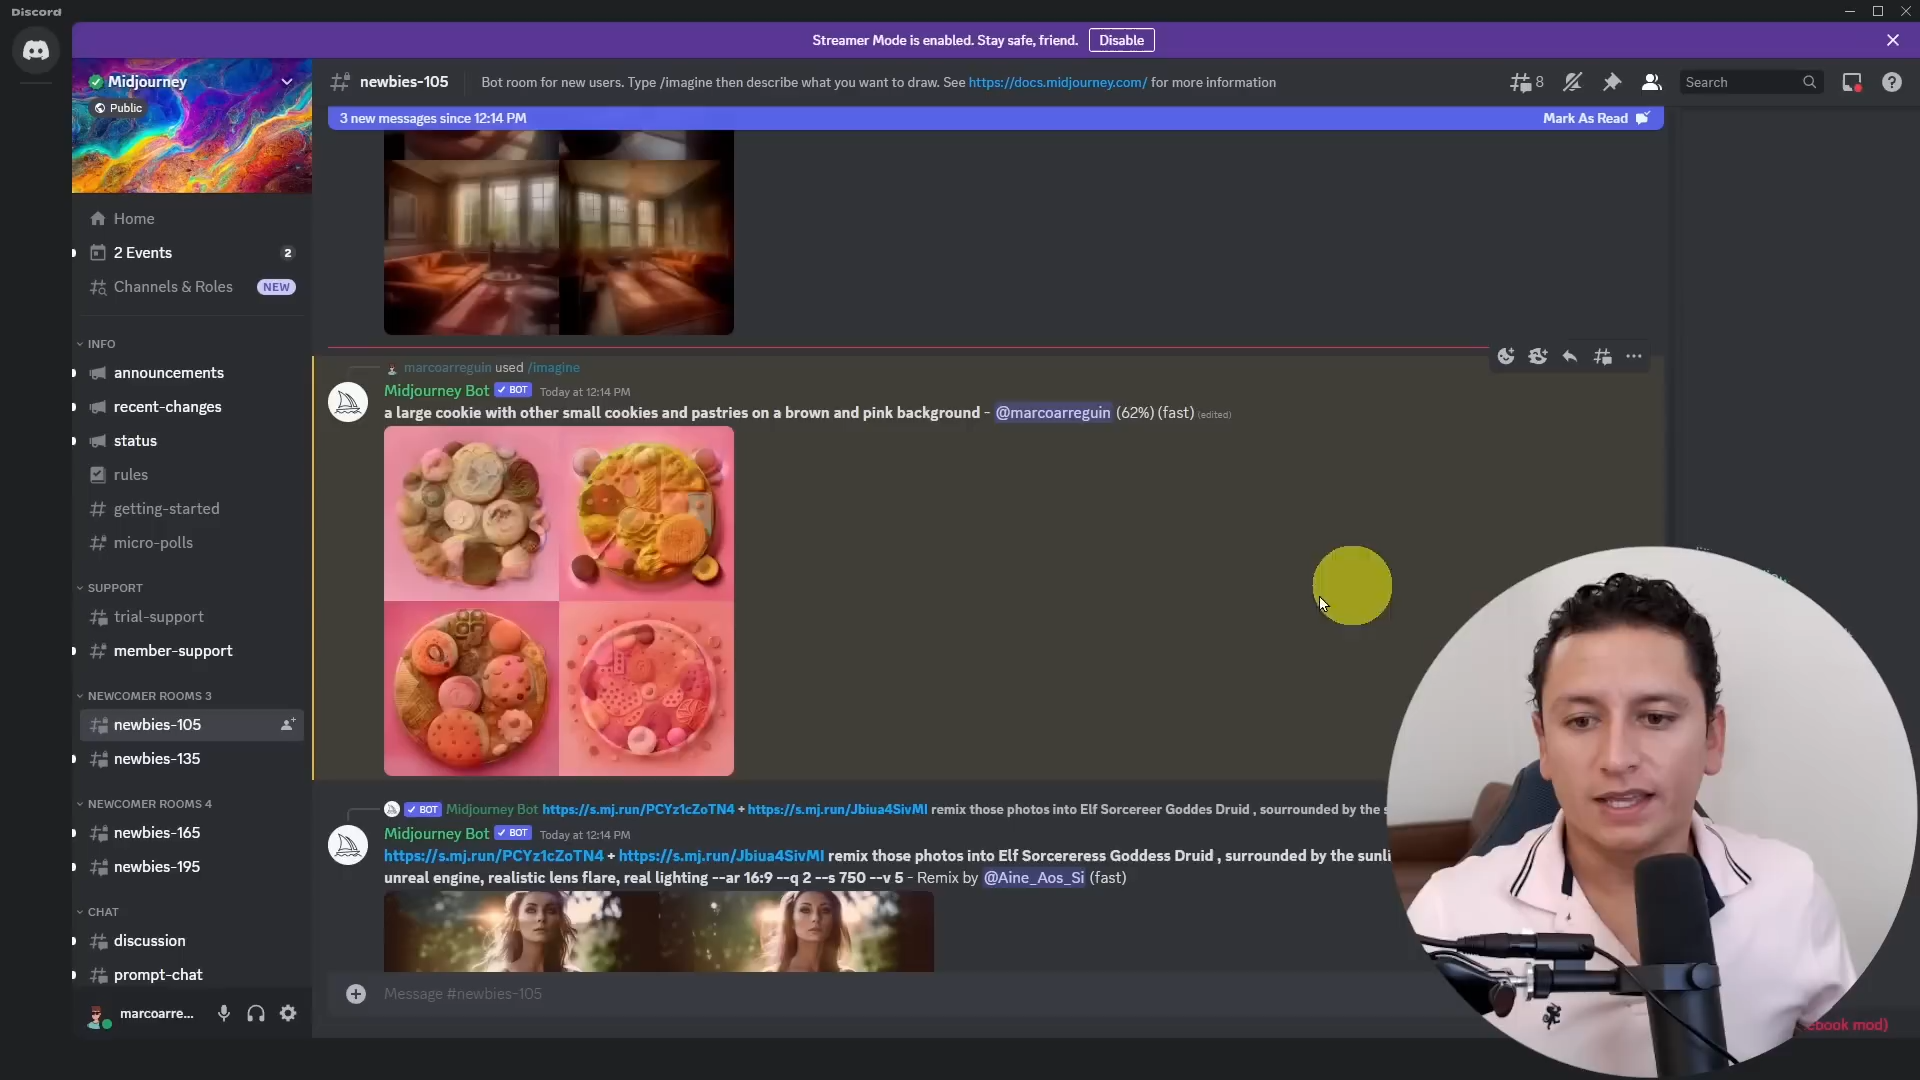 Discord
Streamer Mode is enabled. Stay safe, friend. Disable
Midjourney
Public
Home
2 Events 2
Channels & Roles NEW
INFO
announcements
recent-changes
status
rules
getting-started
micro-polls
SUPPORT
trial-support
member-support
NEWCOMER ROOMS 3
newbies-105
newbies-135
NEWCOMER ROOMS 4
newbies-165
newbies-195
CHAT
discussion
prompt-chat
marcoarre...
newbies-105 Bot room for new users. Type /imagine then describe what you want to draw. See https://docs.midjourney.com/ for more information 8 Search
3 new messages since 12:14 PM Mark As Read
marcoarreguin used /imagine
Midjourney Bot BOT Today at 12:14 PM
a large cookie with other small cookies and pastries on a brown and pink background - @marcoarreguin (62%) (fast) (edited)
BOT Midjourney Bot https://s.mj.run/PCYz1cZoTN4 + https://s.mj.run/Jbiua4SivMI remix those photos into Elf Sorcereer Goddes Druid , sourrounded by the s
Midjourney Bot BOT Today at 12:14 PM
https://s.mj.run/PCYz1cZoTN4 + https://s.mj.run/Jbiua4SivMI remix those photos into Elf Sorcereress Goddess Druid , surrounded by the sunli
unreal engine, realistic lens flare, real lighting --ar 16:9 --q 2 --s 750 --v 5 - Remix by @Aine_Aos_Si (fast)
Message #newbies-105
ebook mod)